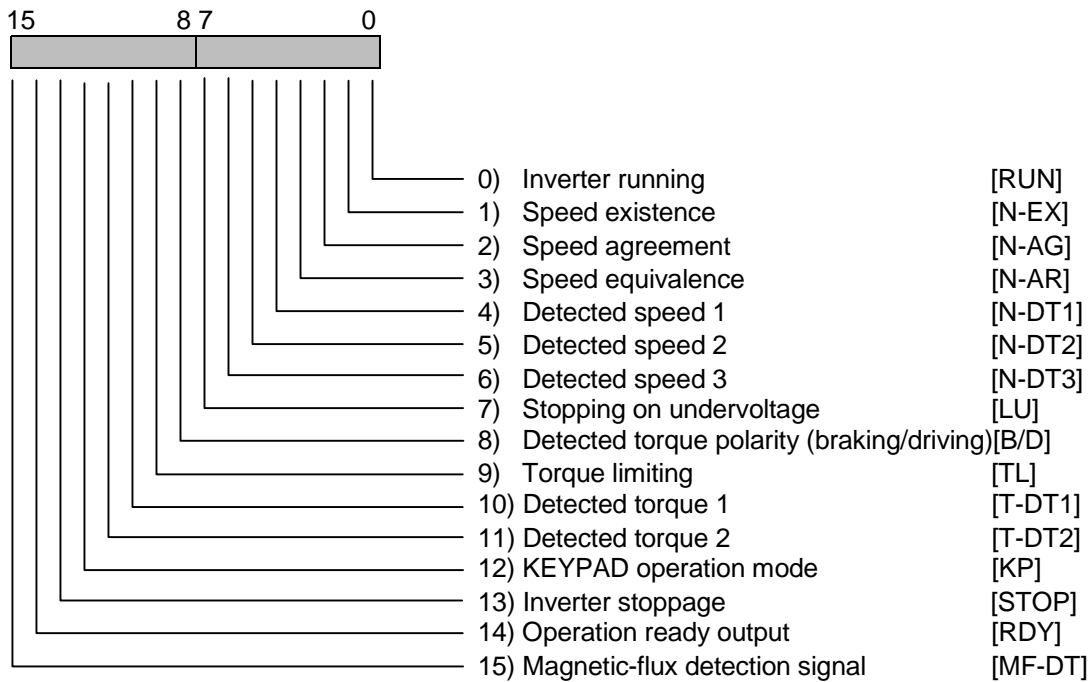 15 8 7 0
0) Inverter running [RUN]
1) Speed existence [N-EX]
2) Speed agreement [N-AG]
3) Speed equivalence [N-AR]
4) Detected speed 1 [N-DT1]
5) Detected speed 2 [N-DT2]
6) Detected speed 3 [N-DT3]
7) Stopping on undervoltage [LU]
8) Detected torque polarity (braking/driving)[B/D]
9) Torque limiting [TL]
10) Detected torque 1 [T-DT1]
11) Detected torque 2 [T-DT2]
12) KEYPAD operation mode [KP]
13) Inverter stoppage [STOP]
14) Operation ready output [RDY]
15) Magnetic-flux detection signal [MF-DT]